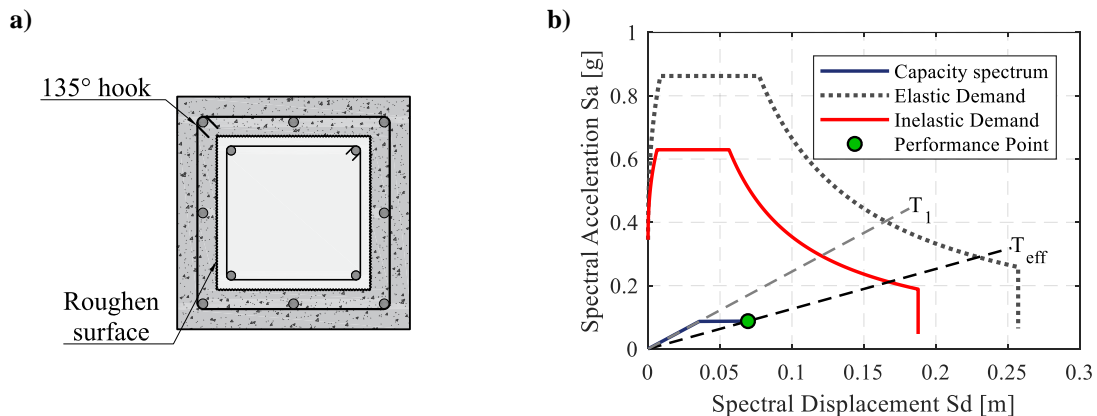 a)
135° hook
Roughen
surface
b)
Spectral Acceleration Sa [g]
1
0.8
0.6
0.4
0.2
0
Capacity spectrum
Elastic Demand
Inelastic Demand
Performance Point
T1
Teff
0
0.05
0.1
0.15
0.2
0.25
0.3
Spectral Displacement Sd [m]